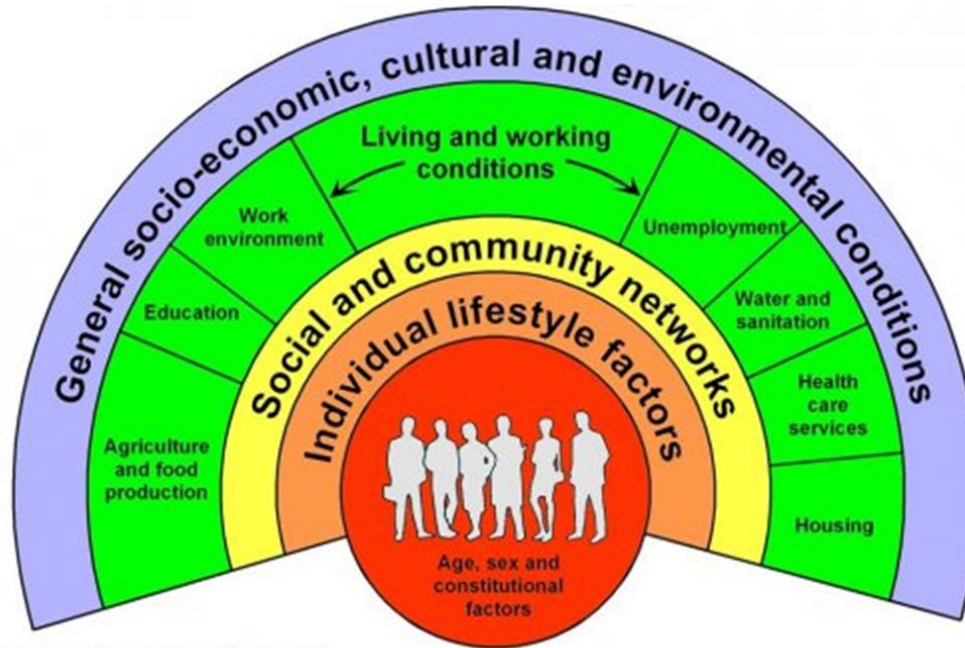 General socio-economic, cultural and environmental conditions
Living and working
conditions
Work
environment
Unemployment
Education
Water and
sanitation
Agriculture
and food
production
Health
care
services
Housing
Social and community networks
Individual lifestyle factors
Age, sex and
constitutional
factors